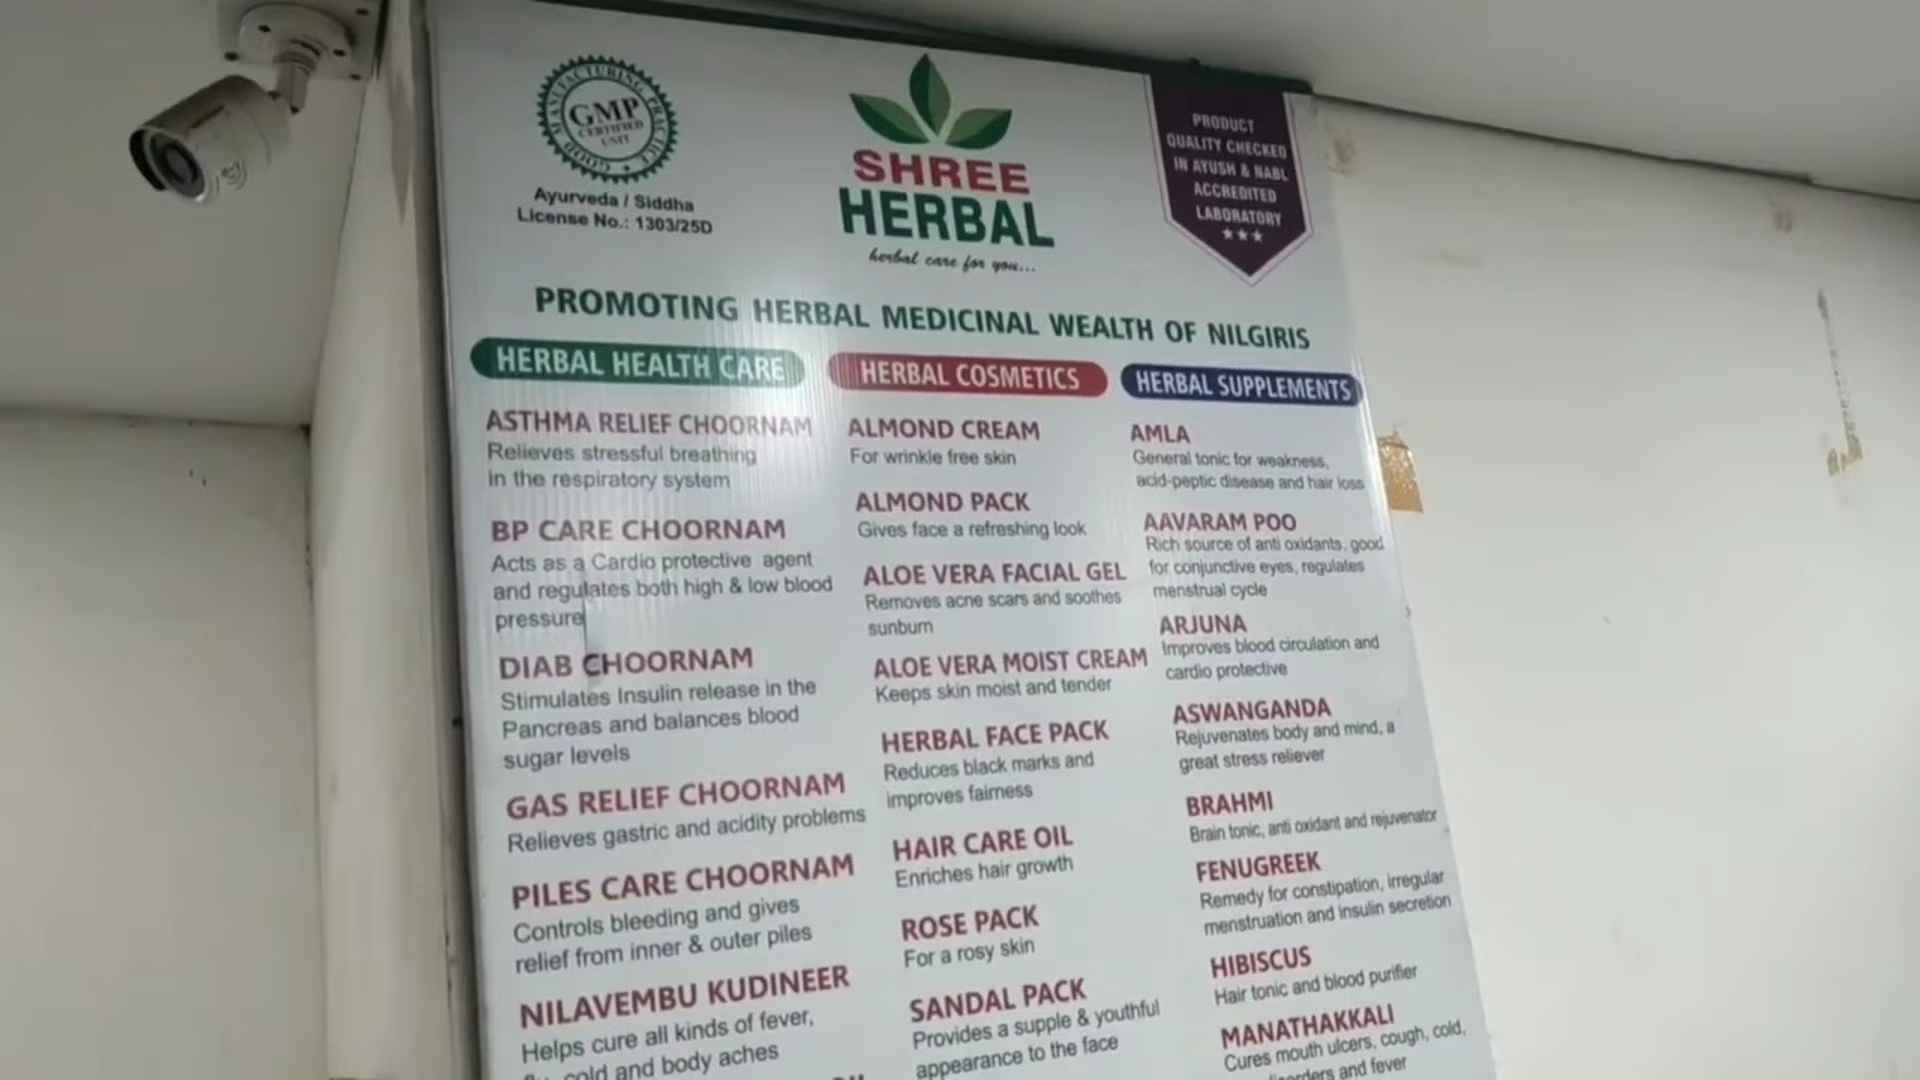 GOOD MANUFACTURING PRACTICE
GMP
CERTIFIED
UNIT
Ayurveda / Siddha
License No.: 1303/25D
SHREE
HERBAL
herbal care for you...
PRODUCT
QUALITY CHECKED
IN AYUSH & NABL
ACCREDITED
LABORATORY
★★★
PROMOTING HERBAL MEDICINAL WEALTH OF NILGIRIS
HERBAL HEALTH CARE
ASTHMA RELIEF CHOORNAM
Relieves stressful breathing
in the respiratory system
BP CARE CHOORNAM
Acts as a Cardio protective agent
and regulates both high & low blood
pressure
DIAB CHOORNAM
Stimulates Insulin release in the
Pancreas and balances blood
sugar levels
GAS RELIEF CHOORNAM
Relieves gastric and acidity problems
PILES CARE CHOORNAM
Controls bleeding and gives
relief from inner & outer piles
NILAVEMBU KUDINEER
Helps cure all kinds of fever,
cold and body aches
HERBAL COSMETICS
ALMOND CREAM
For wrinkle free skin
ALMOND PACK
Gives face a refreshing look
ALOE VERA FACIAL GEL
Removes acne scars and soothes
sunburn
ALOE VERA MOIST CREAM
Keeps skin moist and tender
HERBAL FACE PACK
Reduces black marks and
improves fairness
HAIR CARE OIL
Enriches hair growth
ROSE PACK
For a rosy skin
SANDAL PACK
Provides a supple & youthful
appearance to the face
HERBAL SUPPLEMENTS
AMLA
General tonic for weakness,
acid-peptic disease and hair loss
AAVARAM POO
Rich source of anti oxidants, good
for conjunctive eyes, regulates
menstrual cycle
ARJUNA
Improves blood circulation and
cardio protective
ASWANGANDA
Rejuvenates body and mind, a
great stress reliever
BRAHMI
Brain tonic, anti oxidant and rejuvenator
FENUGREEK
Remedy for constipation, irregular
menstruation and insulin secretion
HIBISCUS
Hair tonic and blood purifier
MANATHAKKALI
Cures mouth ulcers, cough, cold,
and fever